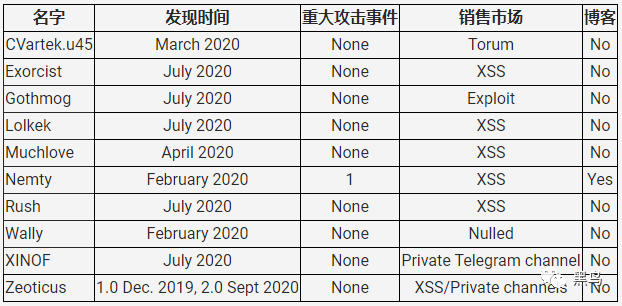 名字 发现时间 重大攻击事件 销售市场 博客
CVartek.u45 March 2020 None Torum No
Exorcist July 2020 None XSS No
Gothmog July 2020 None Exploit No
Lolkek July 2020 None XSS No
Muchlove April 2020 None XSS No
Nemty February 2020 1 XSS Yes
Rush July 2020 None XSS No
Wally February 2020 None Nulled No
XINOF July 2020 None Private Telegram channel No
Zeoticus 1.0 Dec. 2019, 2.0 Sept 2020 None XSS/Private channels No
黑鸟